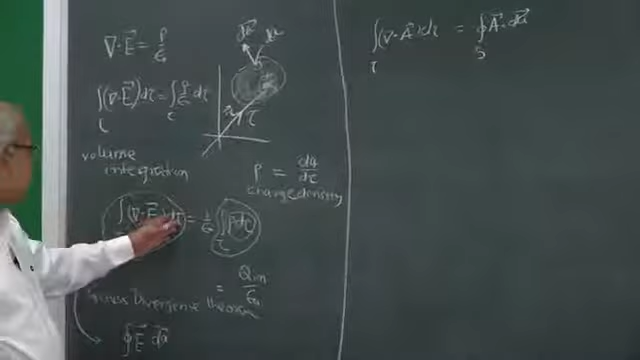 ∇·E⃗ = ρ/ε₀
∫(∇·E⃗)dτ = ∫ρ/ε₀ dτ
τ τ
volume
integration
ρ = dq/dτ
charge density
∫(∇·E⃗)dτ = 1/ε₀ ∫ρdτ
= Qin/ε₀
Gauss Divergence theorem
∮E⃗ da⃗
da⃗
τ
∫(∇·A⃗)dτ = ∮A⃗·da⃗
τ S